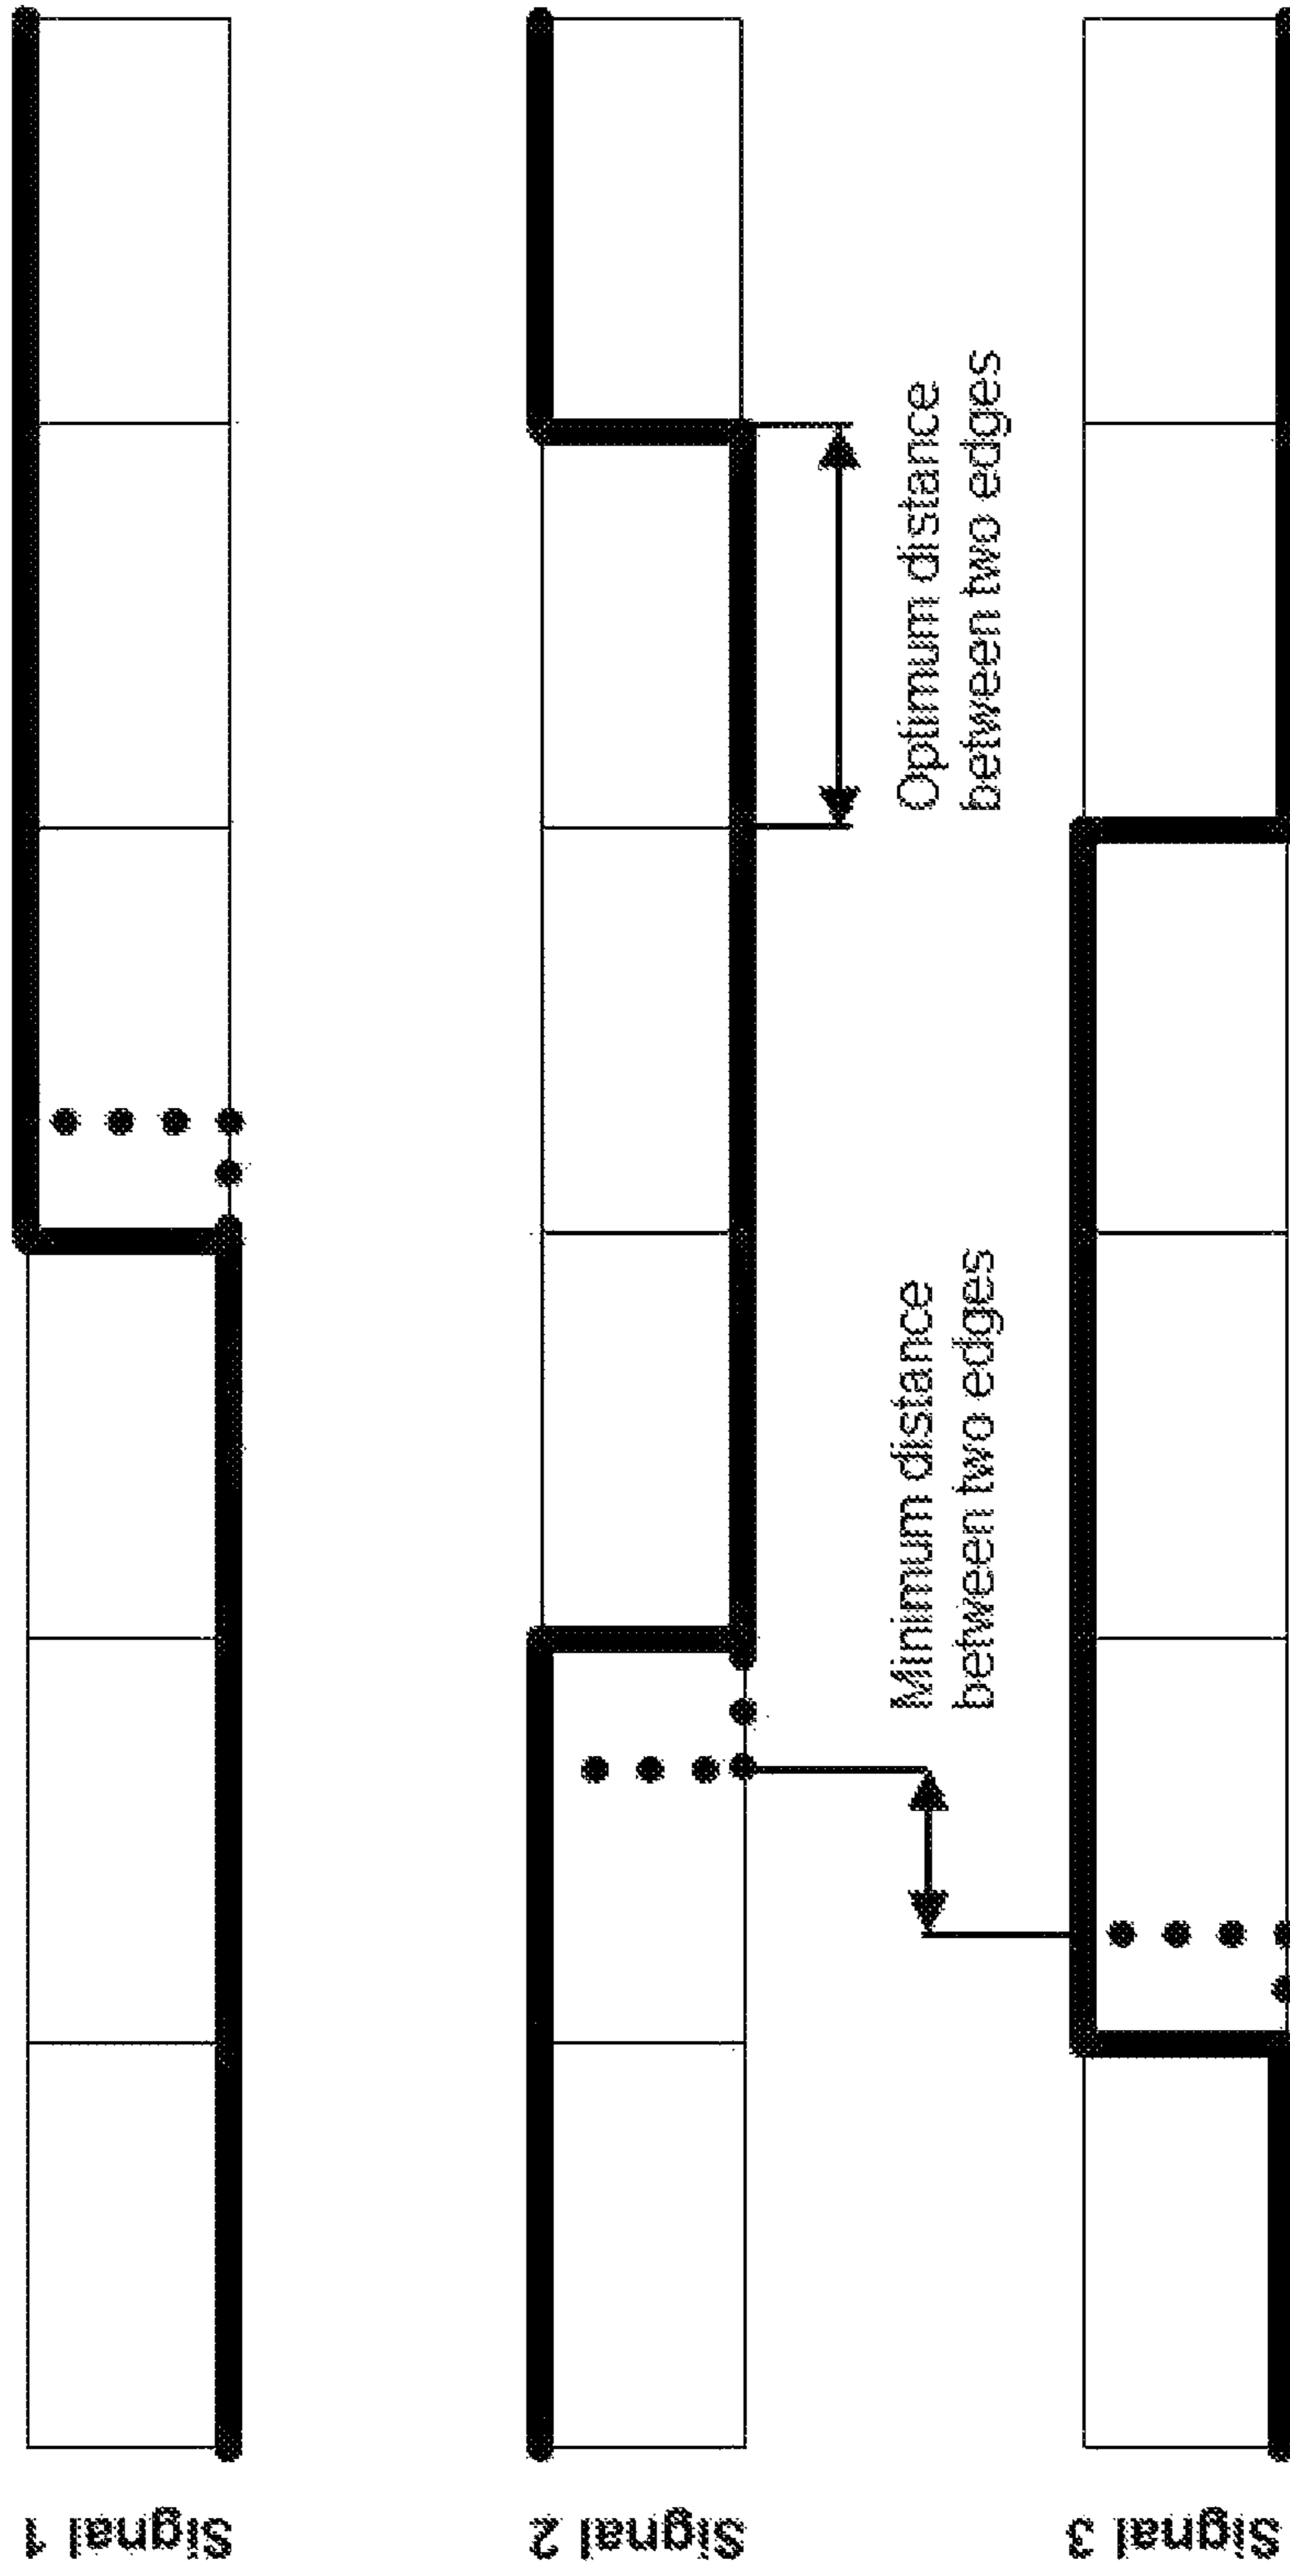 Signal 1
Signal 2
Optimum distance
between two edges
Minimum distance
between two edges
Signal 3